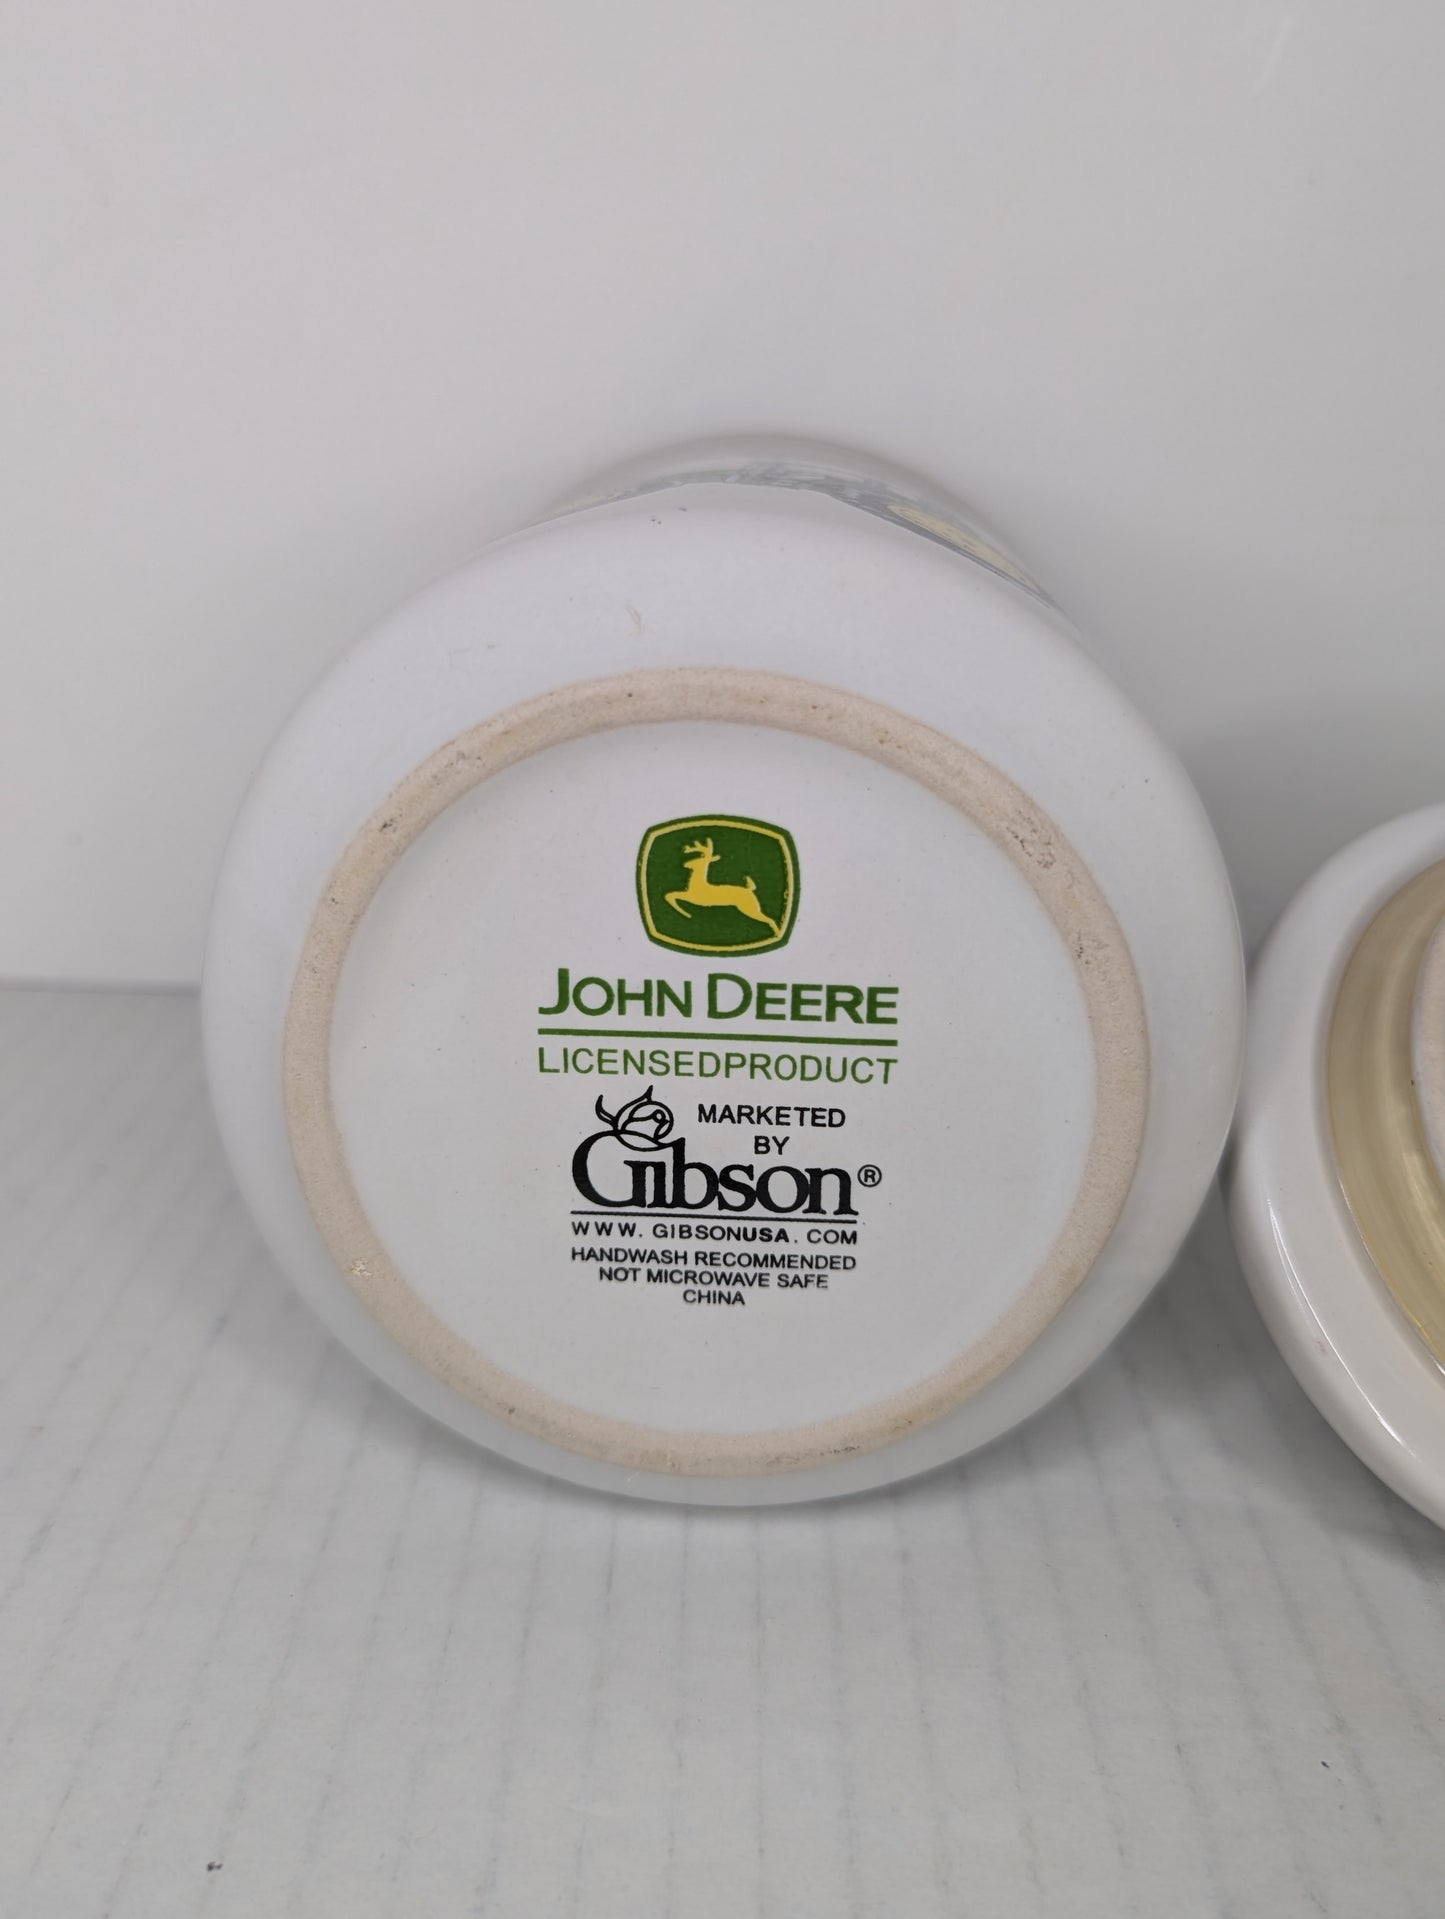 JOHN DEERE
LICENSEDPRODUCT
MARKETED
BY
Gibson®
WWW. GIBSONUSA. COM
HANDWASH RECOMMENDED
NOT MICROWAVE SAFE
CHINA